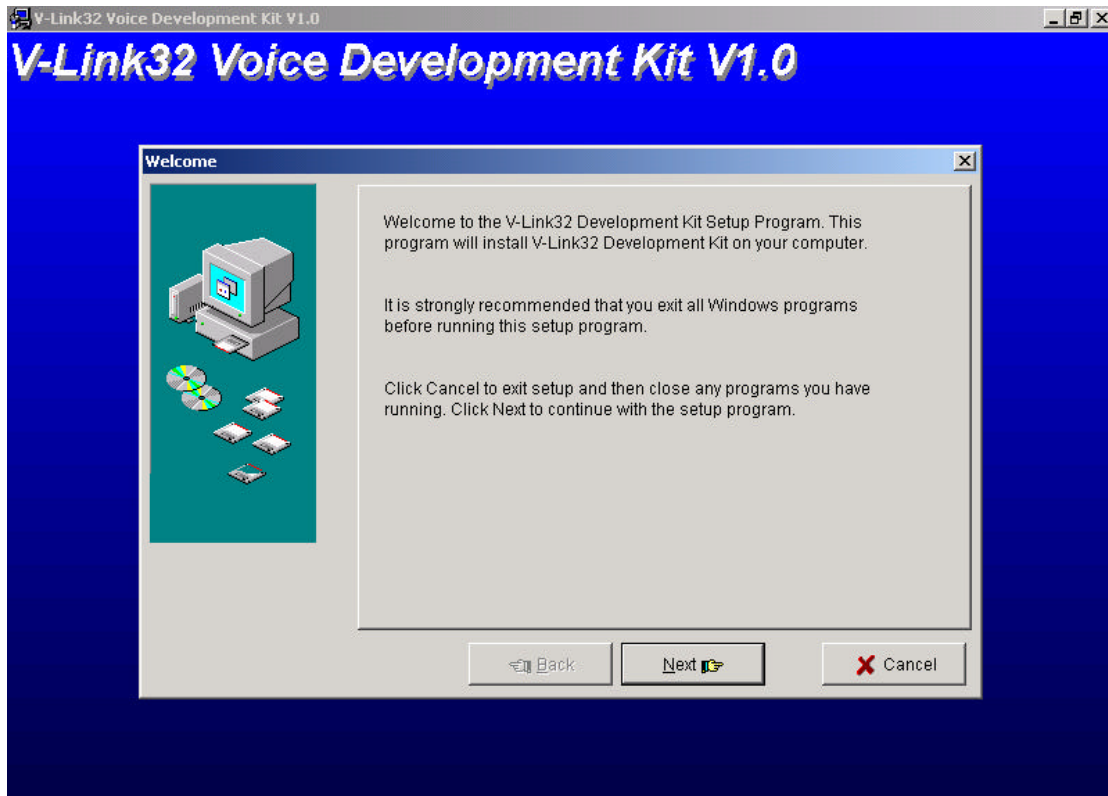 V-Link32 Voice Development Kit V1.0
V-Link32 Voice Development Kit V1.0
Welcome
Welcome to the V-Link32 Development Kit Setup Program. This
program will install V-Link32 Development Kit on your computer.
It is strongly recommended that you exit all Windows programs
before running this setup program.
Click Cancel to exit setup and then close any programs you have
running. Click Next to continue with the setup program.
Back
Next
Cancel